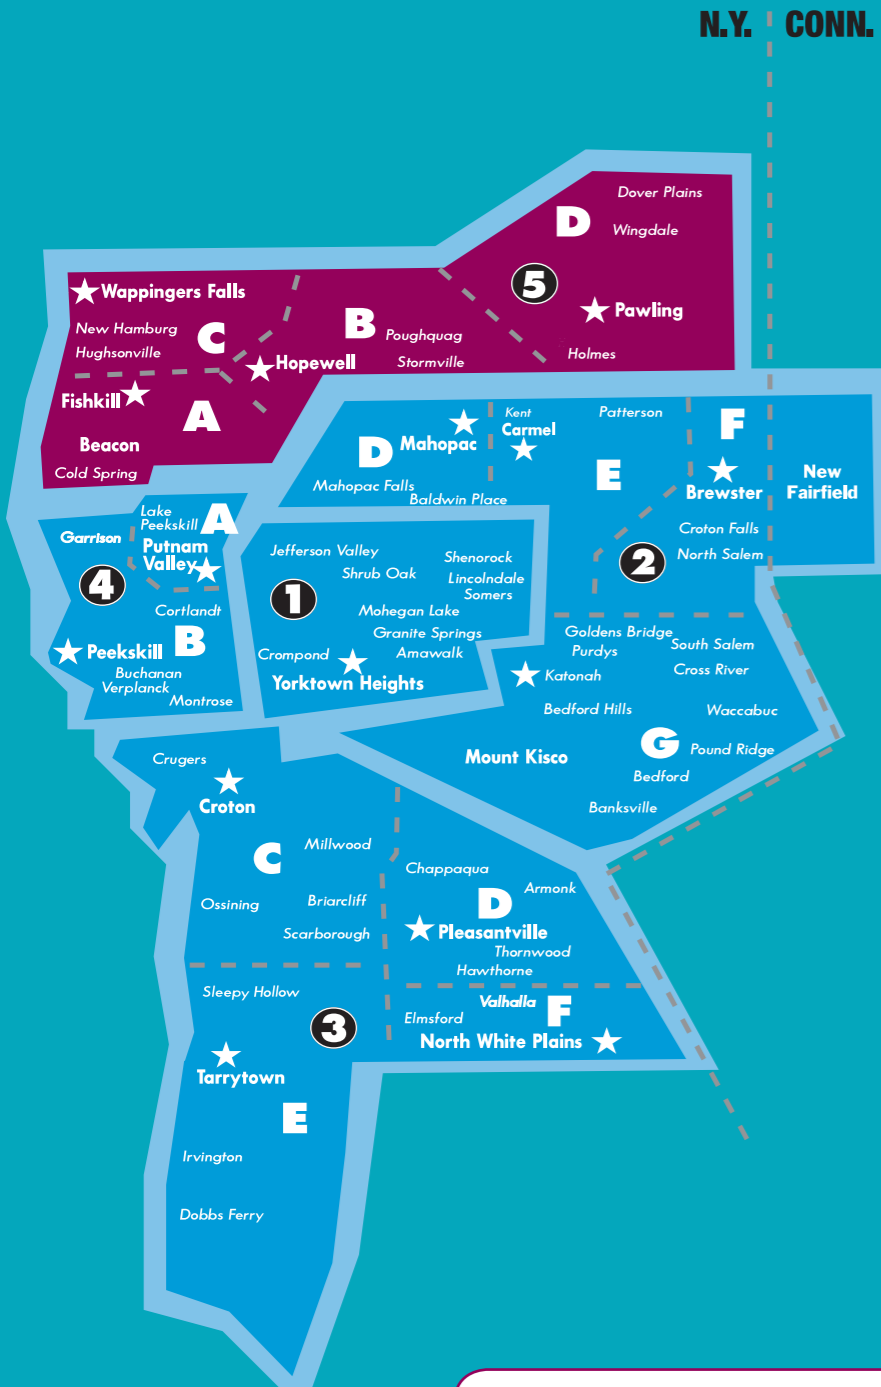 N.Y. CONN.
Dover Plains
D
Wingdale
5
Wappingers Falls
Pawling
New Hamburg
C
B
Poughquag
Hughsonville
Holmes
Hopewell
Stormville
Fishkill
A
Beacon
Cold Spring
Kent
Patterson
F
Mahopac
Carmel
D
E
Brewster
New
Fairfield
Mahopac Falls
Baldwin Place
Croton Falls
2
North Salem
Lake
Peekskill
A
Garrison
Putnam
Valley
4
Cortlandt
Peekskill
B
Buchanan
Verplanck
Montrose
Jefferson Valley
Shenorock
Shrub Oak
Lincolndale
1
Somers
Mohegan Lake
Granite Springs
Crompond
Amawalk
Yorktown Heights
Goldens Bridge
Purdys
South Salem
Katonah
Cross River
Bedford Hills
Waccabuc
G
Pound Ridge
Mount Kisco
Bedford
Banksville
Crugers
Croton
Millwood
C
Chappaqua
Armonk
Ossining
Briarcliff
D
Scarborough
Pleasantville
Thornwood
Hawthorne
Sleepy Hollow
Valhalla
F
3
Elmsford
North White Plains
Tarrytown
E
Irvington
Dobbs Ferry